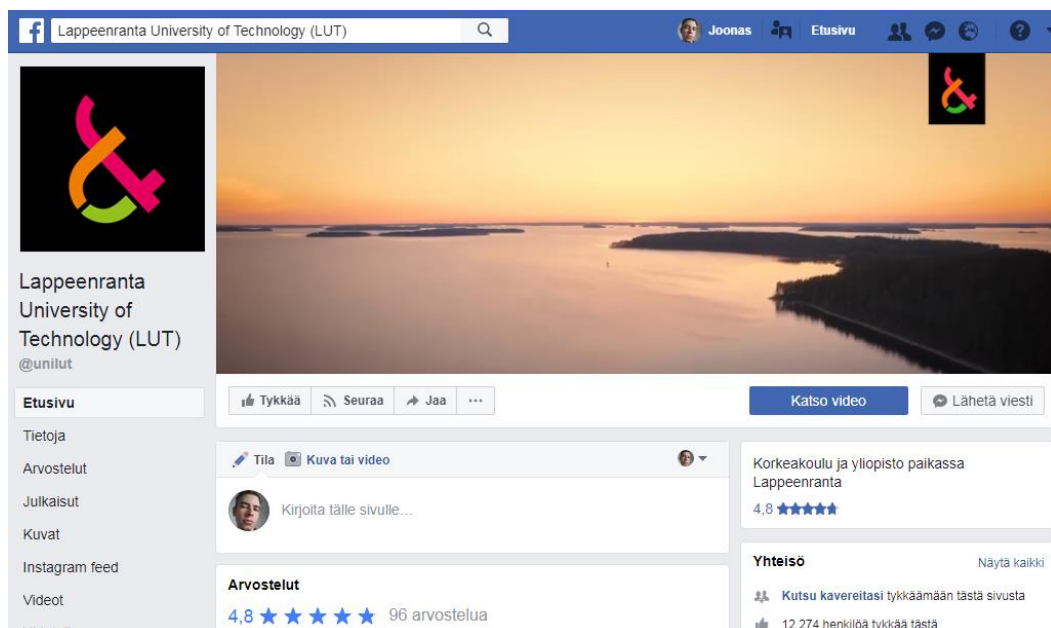 Lappeenranta University of Technology (LUT)
Joonas
Etusivu
Lappeenranta
University of
Technology (LUT)
@unilut
Etusivu
Tietoja
Arvostelut
Julkaisut
Kuvat
Instagram feed
Videot
Tykkää
Seuraa
Jaa
Katso video
Lähetä viesti
Tila
Kuva tai video
Kirjoita tälle sivulle...
Arvostelut
4,8
96 arvostelua
Korkeakoulu ja yliopisto paikassa
Lappeenranta
4,8
Yhteisö
Näytä kaikki
Kutsu kavereitasi tykkäämään tästä sivusta
12 274 henkilöä tykkää tästä